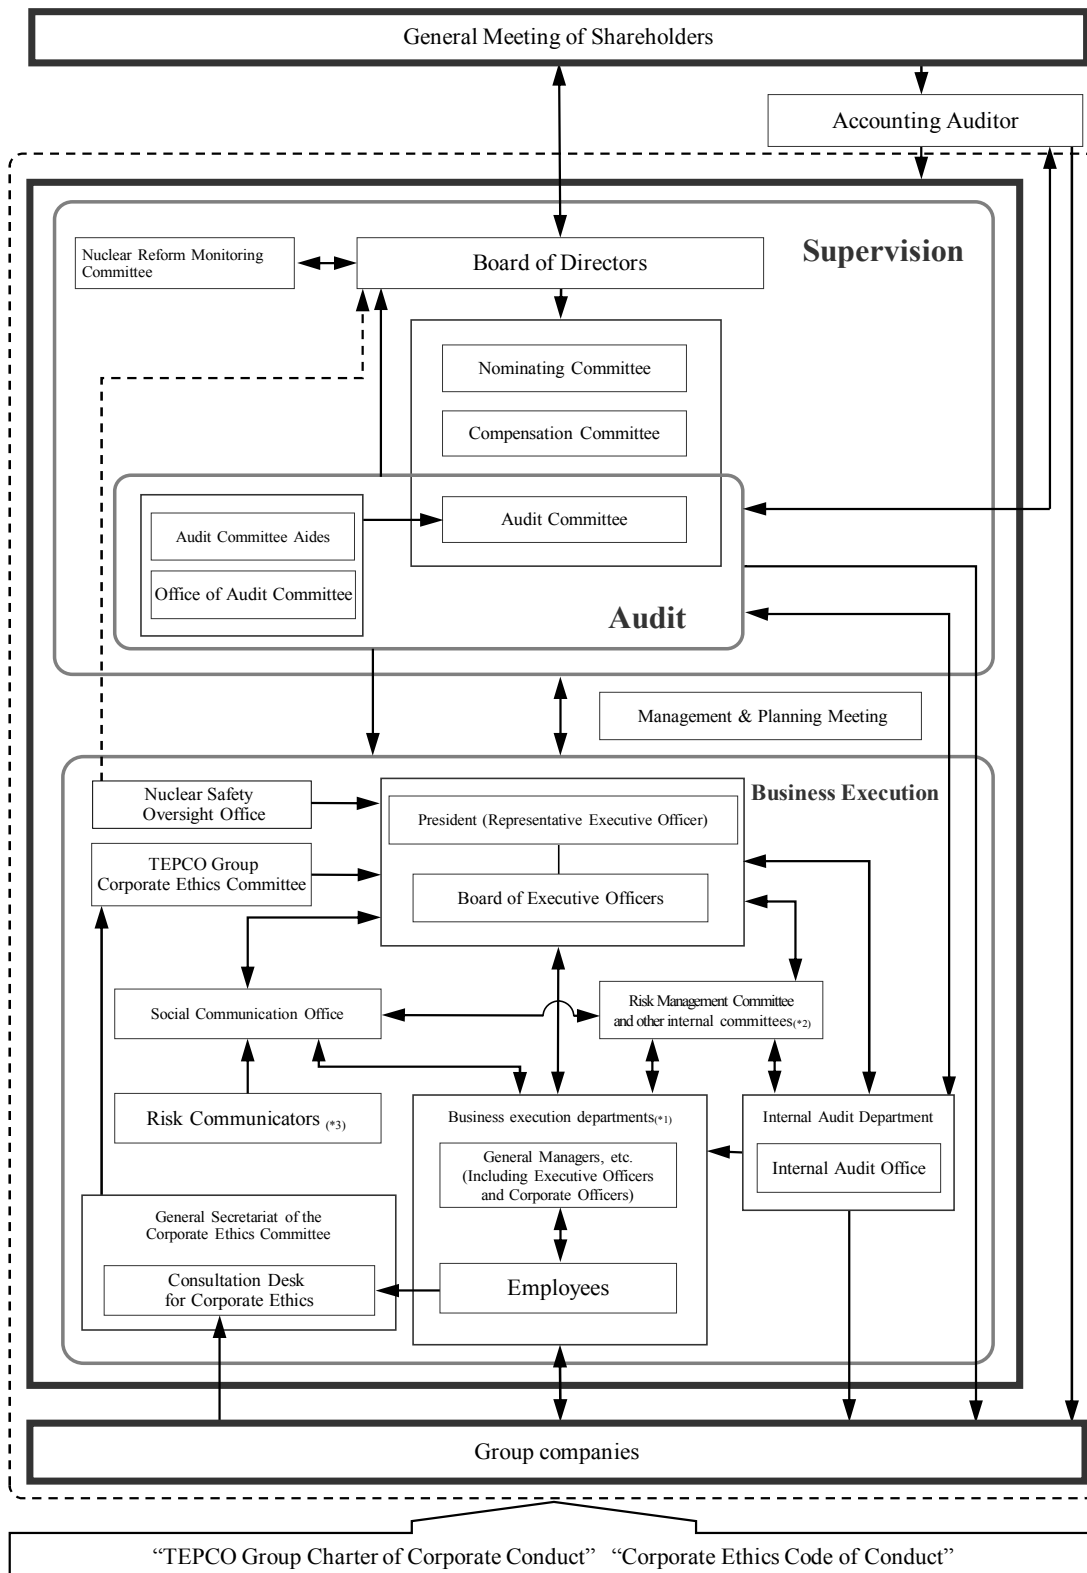 General Meeting of Shareholders
Accounting Auditor
Supervision
Nuclear Reform Monitoring
Committee
Board of Directors
Nominating Committee
Compensation Committee
Audit Committee
Audit Committee Aides
Office of Audit Committee
Audit
Management & Planning Meeting
Business Execution
Nuclear Safety
Oversight Office
President (Representative Executive Officer)
TEPCO Group
Corporate Ethics Committee
Board of Executive Officers
Social Communication Office
Risk Management Committee
and other internal committees(*2)
Risk Communicators (*3)
Business execution departments(*1)
General Managers, etc.
(Including Executive Officers
and Corporate Officers)
Internal Audit Department
Internal Audit Office
General Secretariat of the
Corporate Ethics Committee
Consultation Desk
for Corporate Ethics
Employees
Group companies
“TEPCO Group Charter of Corporate Conduct” “Corporate Ethics Code of Conduct”